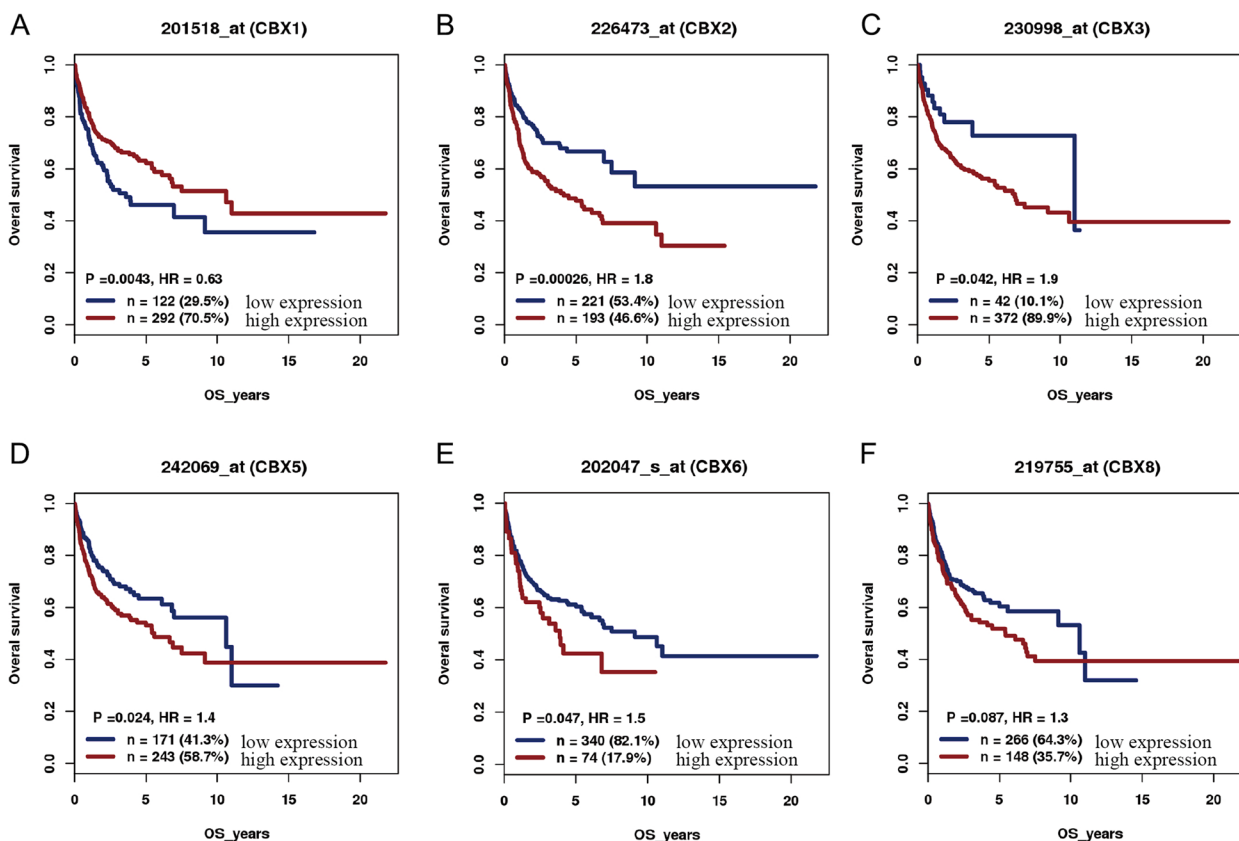 A
201518_at (CBX1)
Overal survival
1.0
0.8
0.6
0.4
0.2
0.0
P =0.0043, HR = 0.63
n = 122 (29.5%) low expression
n = 292 (70.5%) high expression
0 5 10 15 20
OS_years
B
226473_at (CBX2)
Overal survival
1.0
0.8
0.6
0.4
0.2
0.0
P =0.00026, HR = 1.8
n = 221 (53.4%) low expression
n = 193 (46.6%) high expression
0 5 10 15 20
OS_years
C
230998_at (CBX3)
Overal survival
1.0
0.8
0.6
0.4
0.2
0.0
P =0.042, HR = 1.9
n = 42 (10.1%) low expression
n = 372 (89.9%) high expression
0 5 10 15 20
OS_years
D
242069_at (CBX5)
Overal survival
1.0
0.8
0.6
0.4
0.2
0.0
P =0.024, HR = 1.4
n = 171 (41.3%) low expression
n = 243 (58.7%) high expression
0 5 10 15 20
OS_years
E
202047_s_at (CBX6)
Overal survival
1.0
0.8
0.6
0.4
0.2
0.0
P =0.047, HR = 1.5
n = 340 (82.1%) low expression
n = 74 (17.9%) high expression
0 5 10 15 20
OS_years
F
219755_at (CBX8)
Overal survival
1.0
0.8
0.6
0.4
0.2
0.0
P =0.087, HR = 1.3
n = 266 (64.3%) low expression
n = 148 (35.7%) high expression
0 5 10 15 20
OS_years